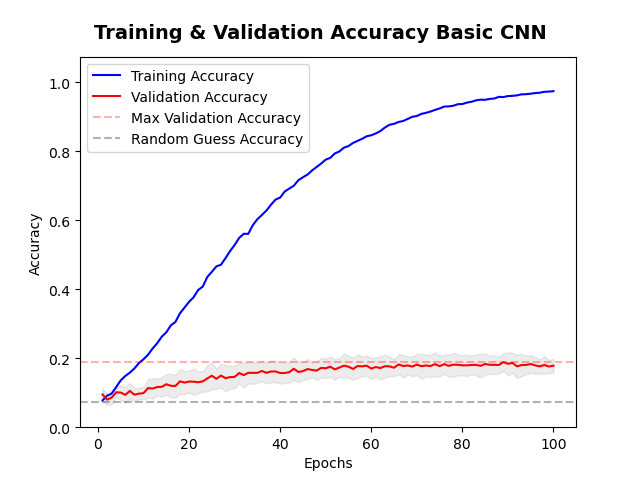 Training & Validation Accuracy Basic CNN
Training Accuracy
Validation Accuracy
Max Validation Accuracy
Random Guess Accuracy
Accuracy
1.0
0.8
0.6
0.4
0.2
0.0
0 20 40 60 80 100
Epochs